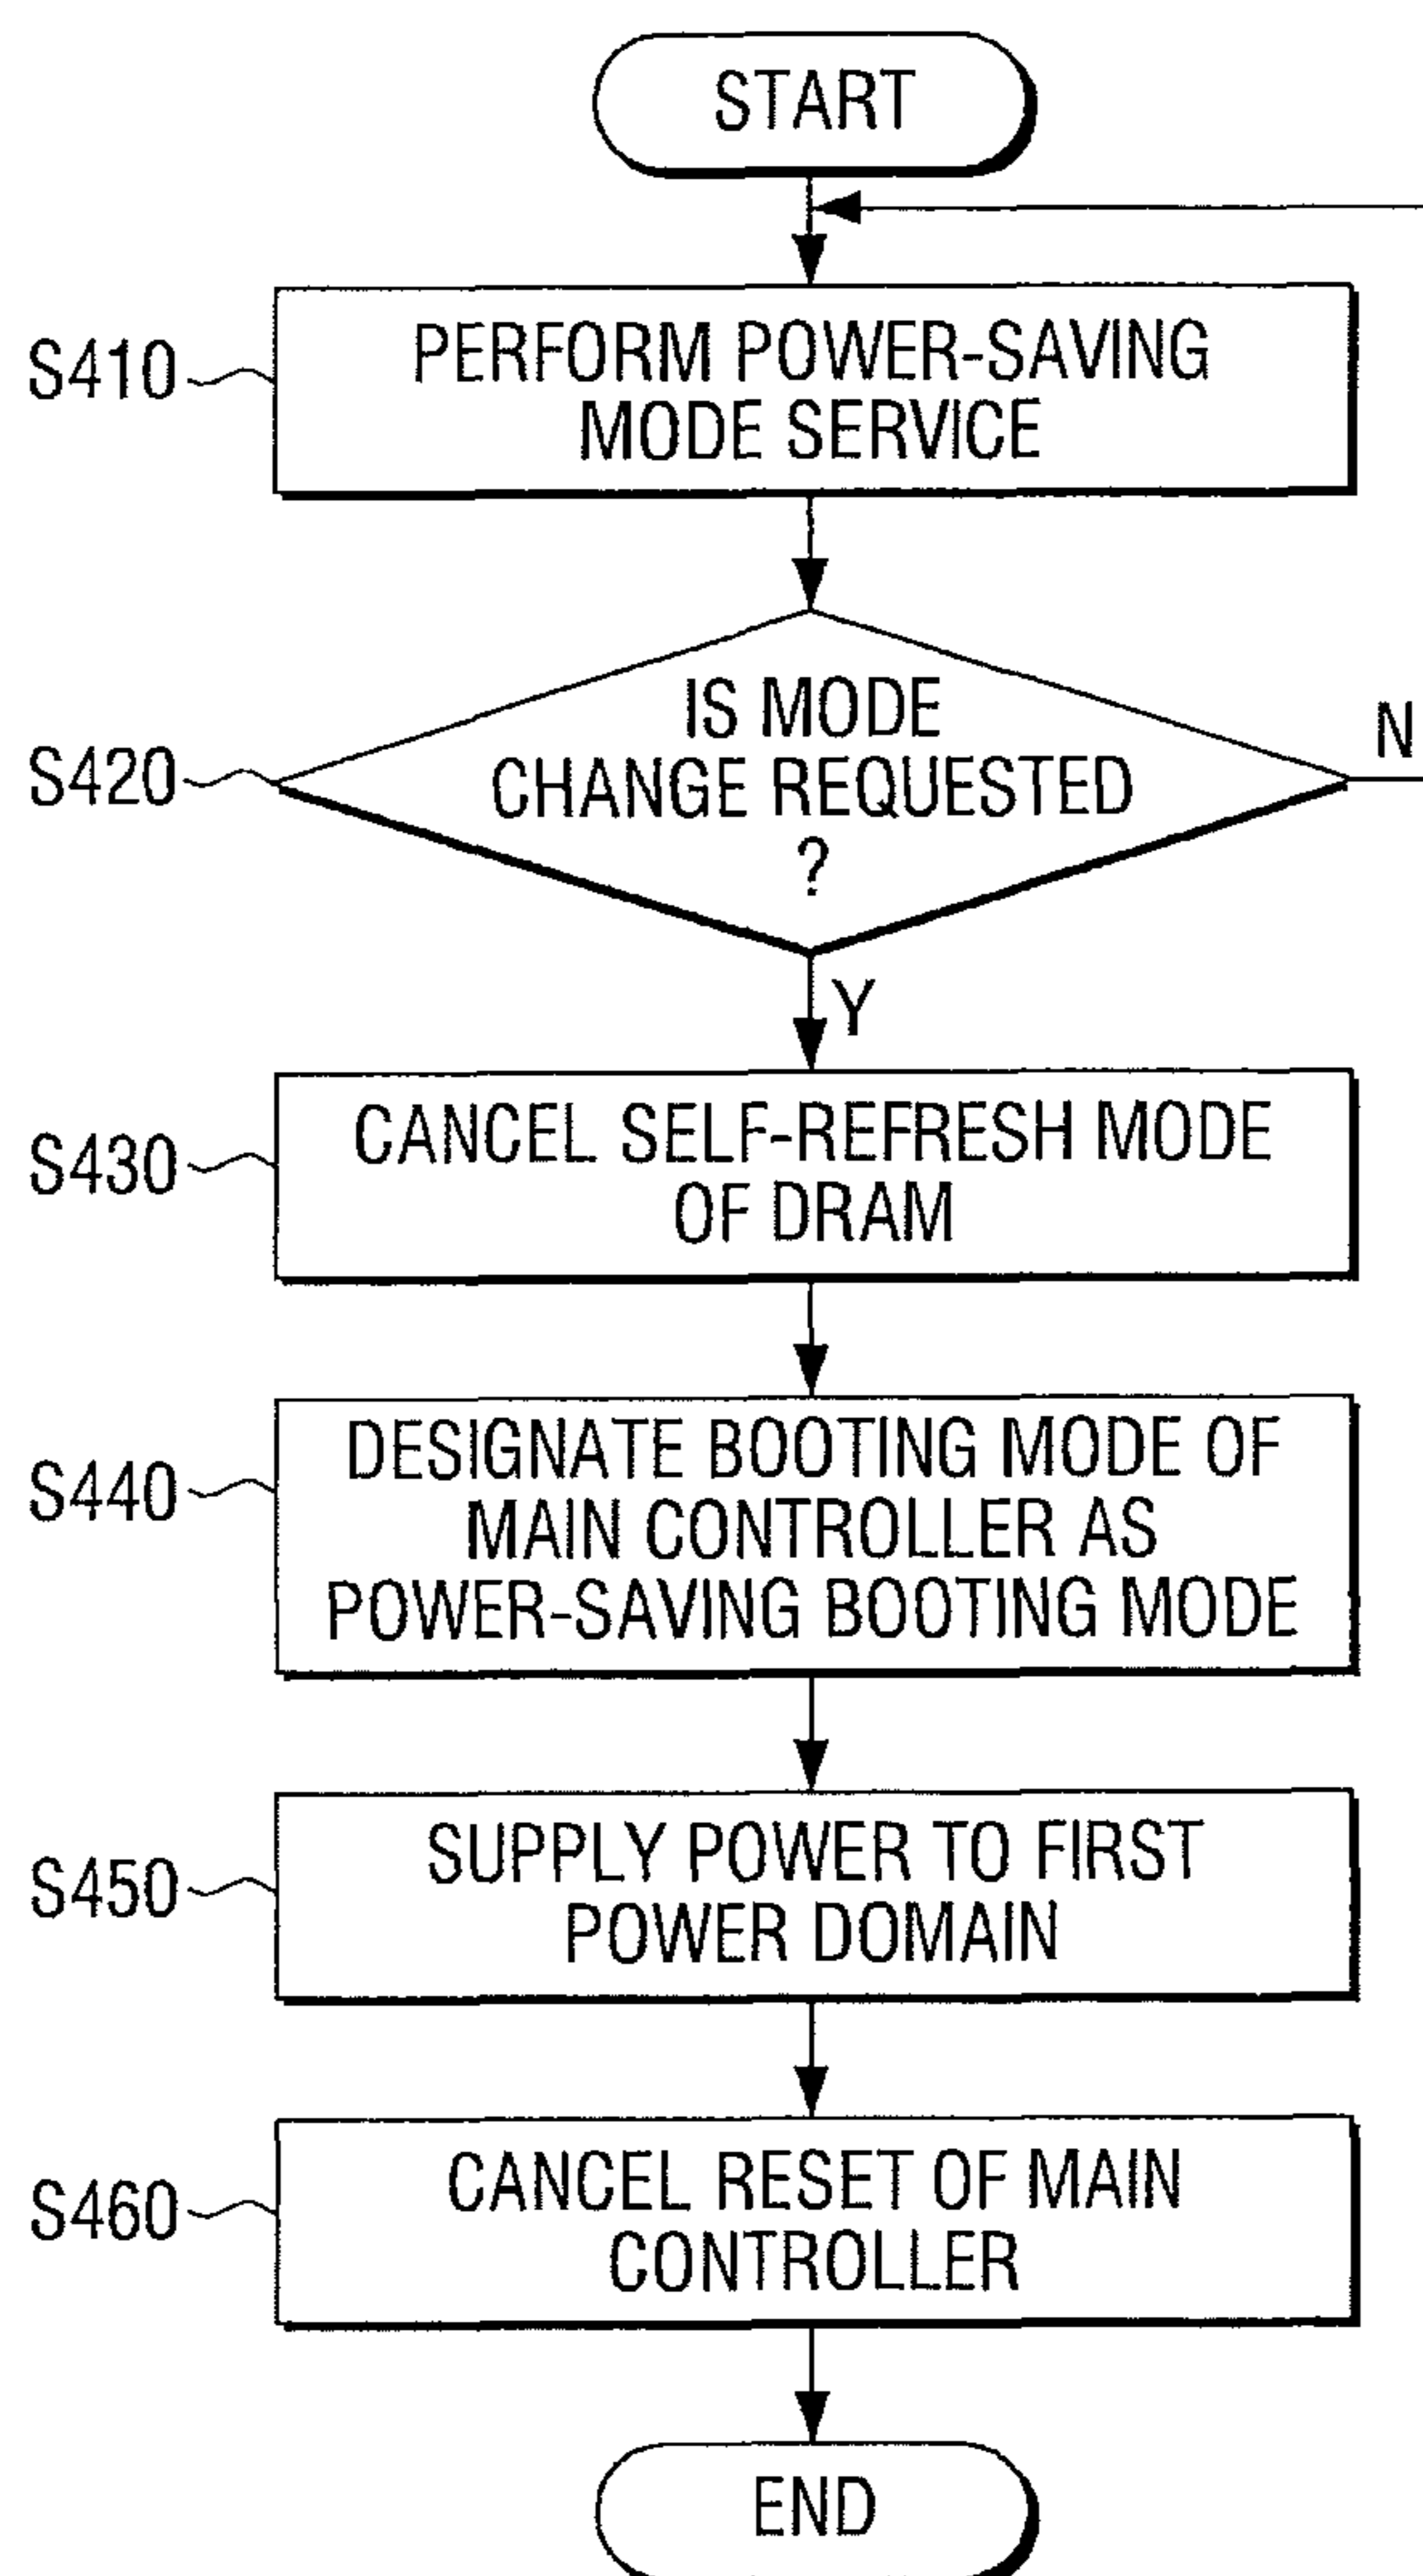 START
S410
PERFORM POWER-SAVING
MODE SERVICE
S420
IS MODE
CHANGE REQUESTED
?
N
Y
S430
CANCEL SELF-REFRESH MODE
OF DRAM
S440
DESIGNATE BOOTING MODE OF
MAIN CONTROLLER AS
POWER-SAVING BOOTING MODE
S450
SUPPLY POWER TO FIRST
POWER DOMAIN
S460
CANCEL RESET OF MAIN
CONTROLLER
END